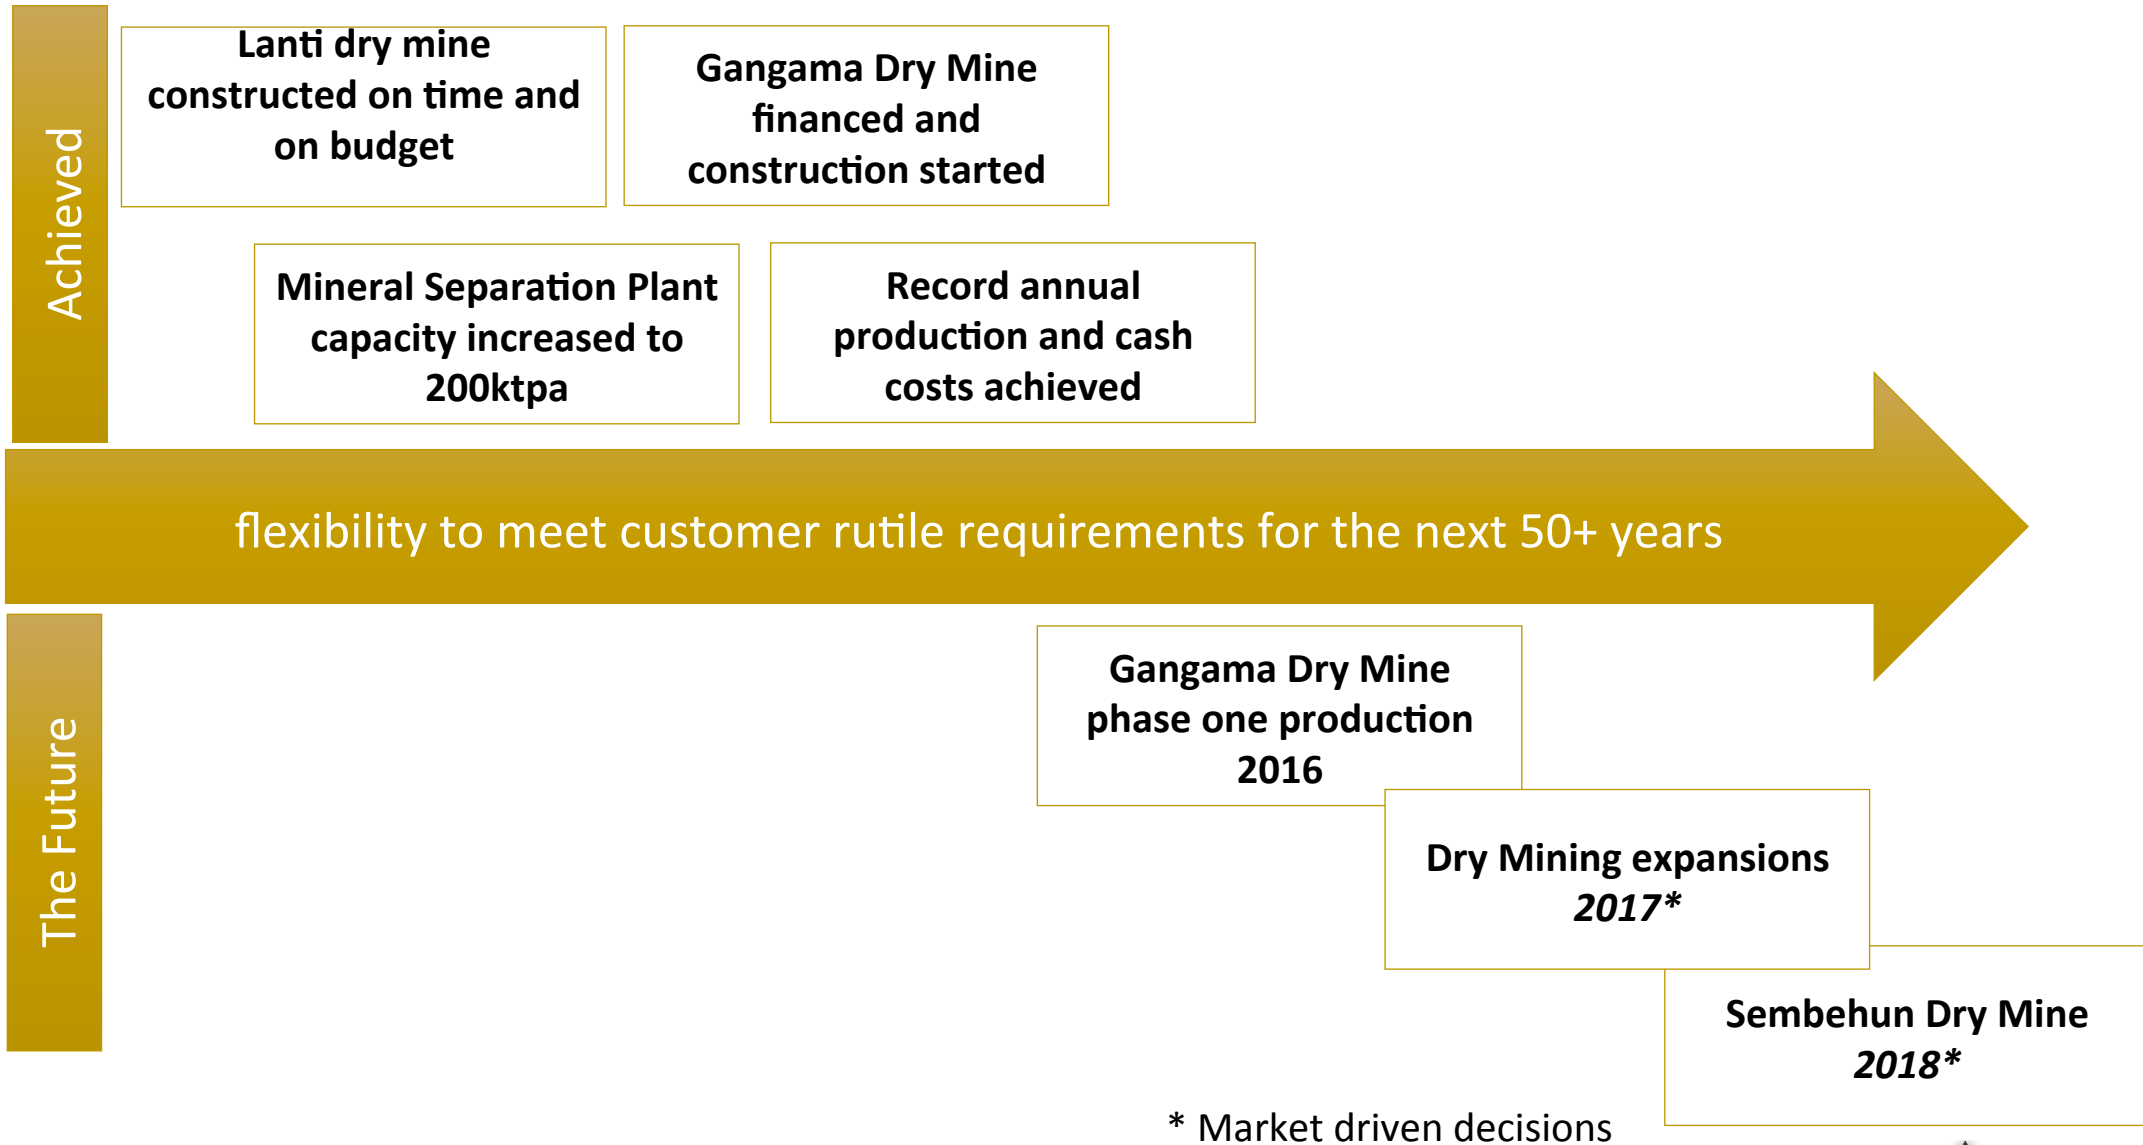 Achieved
Lanti dry mine
constructed on time and
on budget
Gangama Dry Mine
financed and
construction started
Mineral Separation Plant
capacity increased to
200ktpa
Record annual
production and cash
costs achieved
flexibility to meet customer rutile requirements for the next 50+ years
The Future
Gangama Dry Mine
phase one production
2016
Dry Mining expansions
2017*
Sembehun Dry Mine
2018*
* Market driven decisions